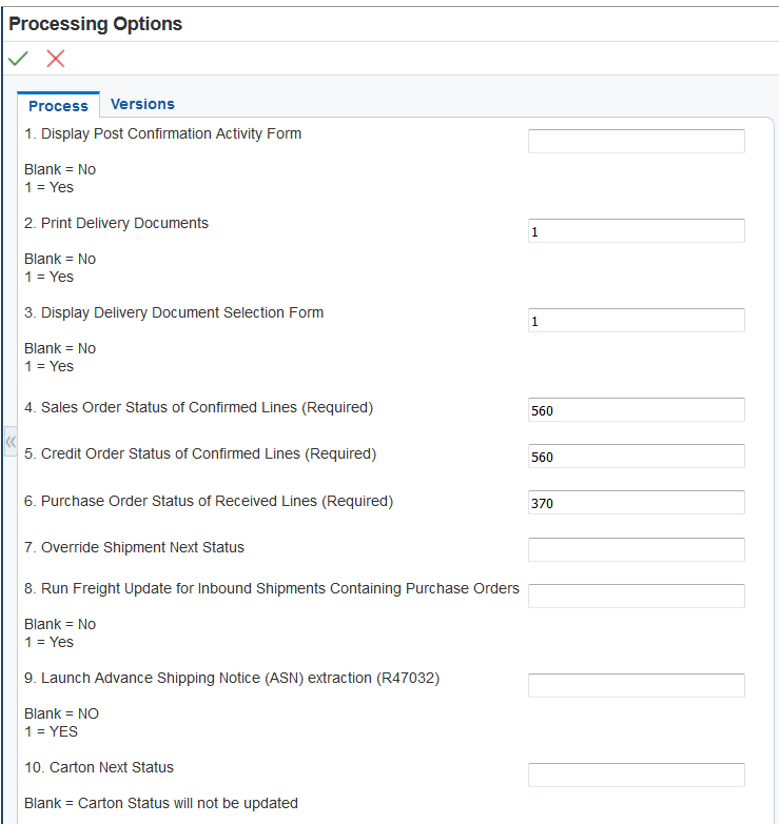 Processing Options
Process Versions
1. Display Post Confirmation Activity Form
Blank = No
1 = Yes
2. Print Delivery Documents 1
Blank = No
1 = Yes
3. Display Delivery Document Selection Form 1
Blank = No
1 = Yes
4. Sales Order Status of Confirmed Lines (Required) 560
5. Credit Order Status of Confirmed Lines (Required) 560
6. Purchase Order Status of Received Lines (Required) 370
7. Override Shipment Next Status
8. Run Freight Update for Inbound Shipments Containing Purchase Orders
Blank = No
1 = Yes
9. Launch Advance Shipping Notice (ASN) extraction (R47032)
Blank = NO
1 = YES
10. Carton Next Status
Blank = Carton Status will not be updated